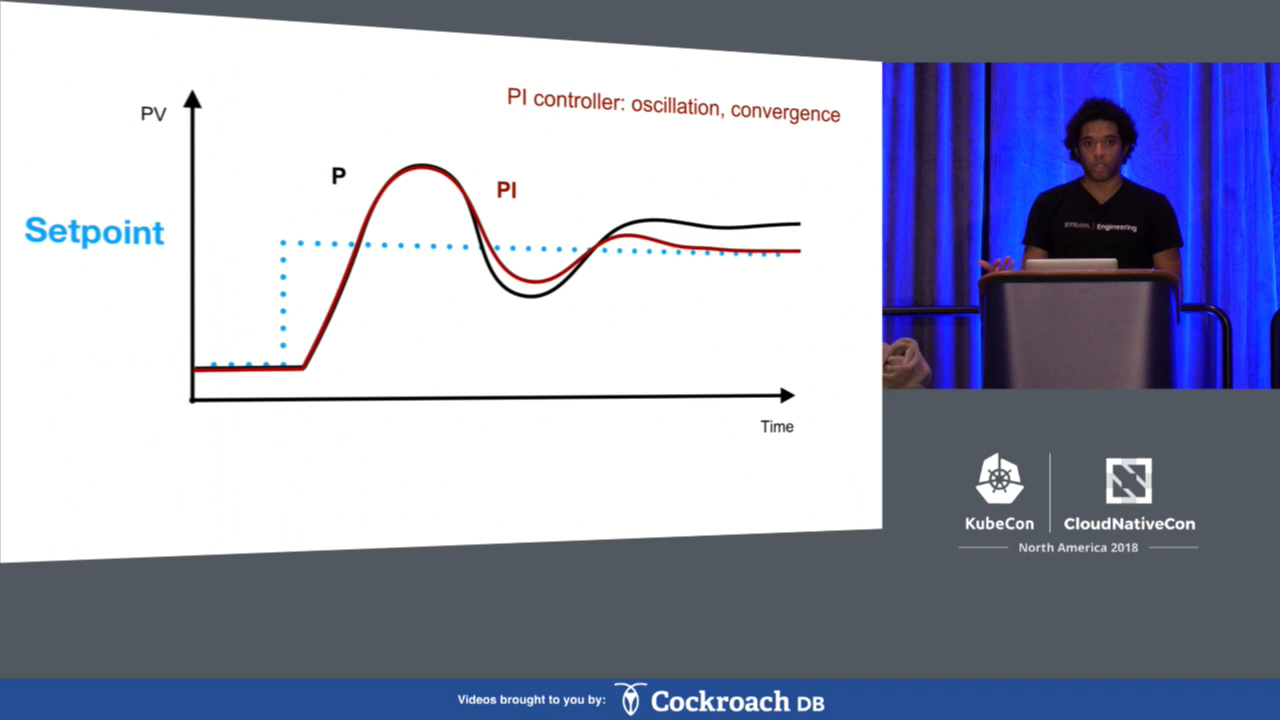 PV
PI controller: oscillation, convergence
P
PI
Setpoint
Time
Engineering
KubeCon
CloudNativeCon
North America 2018
Videos brought to you by:
Cockroach DB